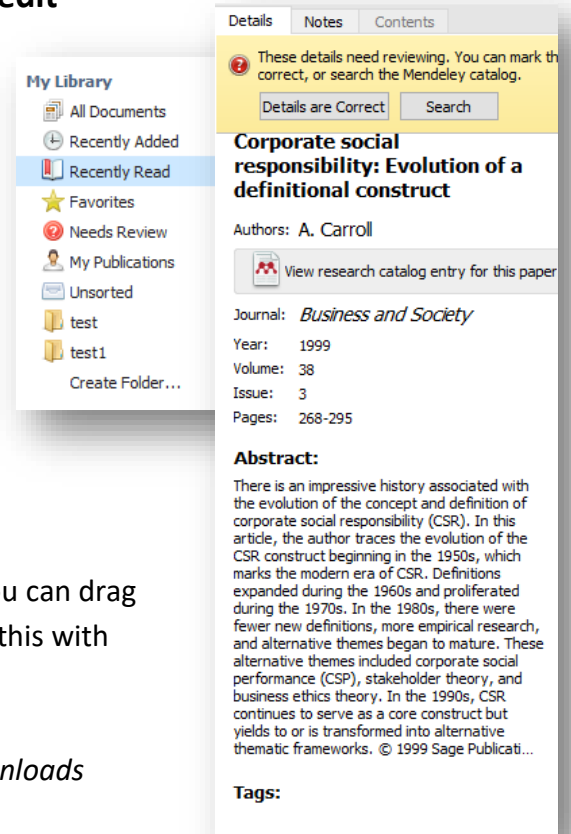 edit
My Library
All Documents
Recently Added
Recently Read
Favorites
Needs Review
My Publications
Unsorted
test
test1
Create Folder...
u can drag
this with
nloads
Details Notes Contents
These details need reviewing. You can mark th
correct, or search the Mendeley catalog.
Details are Correct Search
Corporate social
responsibility: Evolution of a
definitional construct
Authors: A. Carroll
View research catalog entry for this paper
Journal: Business and Society
Year: 1999
Volume: 38
Issue: 3
Pages: 268-295
Abstract:
There is an impressive history associated with
the evolution of the concept and definition of
corporate social responsibility (CSR). In this
article, the author traces the evolution of the
CSR construct beginning in the 1950s, which
marks the modern era of CSR. Definitions
expanded during the 1960s and proliferated
during the 1970s. In the 1980s, there were
fewer new definitions, more empirical research,
and alternative themes began to mature. These
alternative themes included corporate social
performance (CSP), stakeholder theory, and
business ethics theory. In the 1990s, CSR
continues to serve as a core construct but
yields to or is transformed into alternative
thematic frameworks. © 1999 Sage Publicati...
Tags: